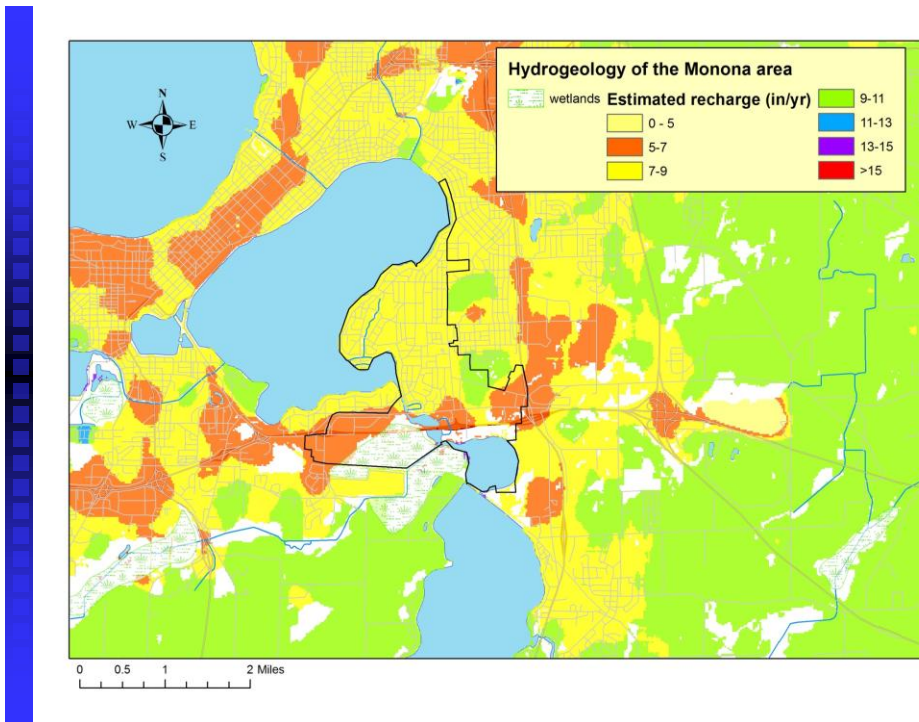 Hydrogeology of the Monona area
wetlands Estimated recharge (in/yr)
0 - 5
5-7
7-9
9-11
11-13
13-15
>15
N
W E
S
0 0.5 1 2 Miles